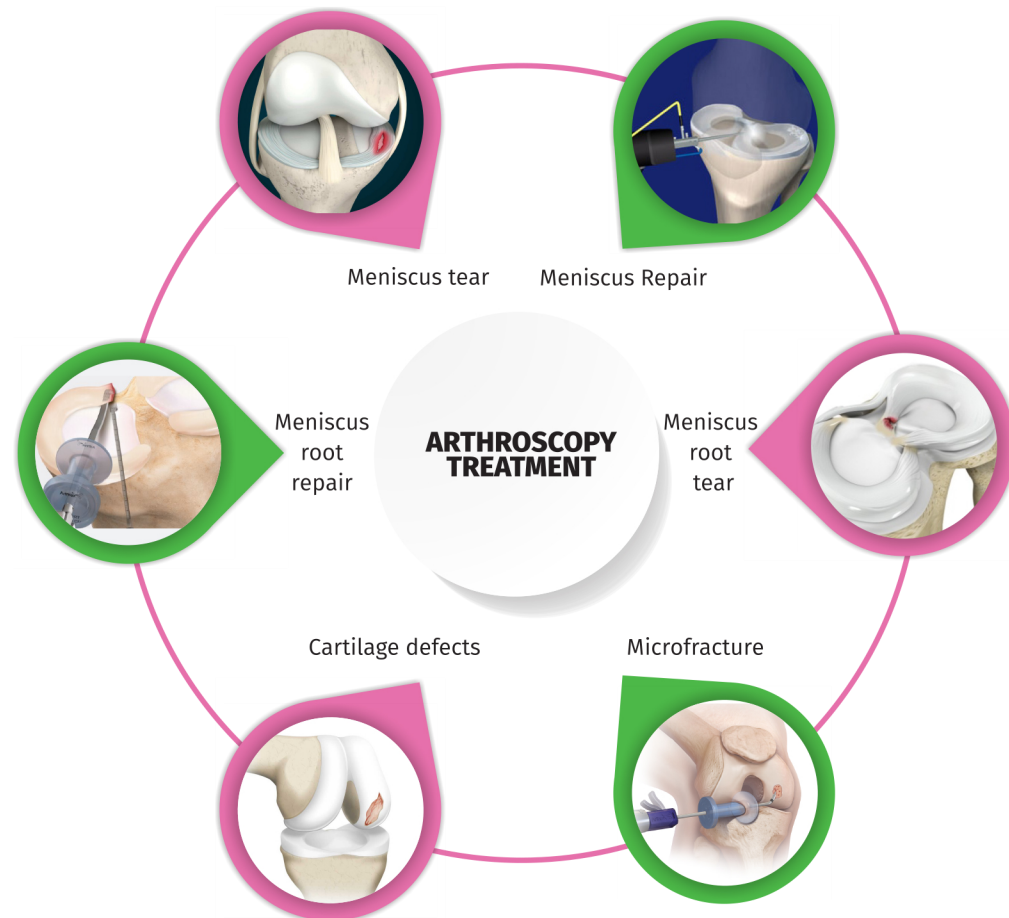 Meniscus tear
Meniscus Repair
Meniscus
root
repair
ARTHROSCOPY
TREATMENT
Meniscus
root
tear
Cartilage defects
Microfracture